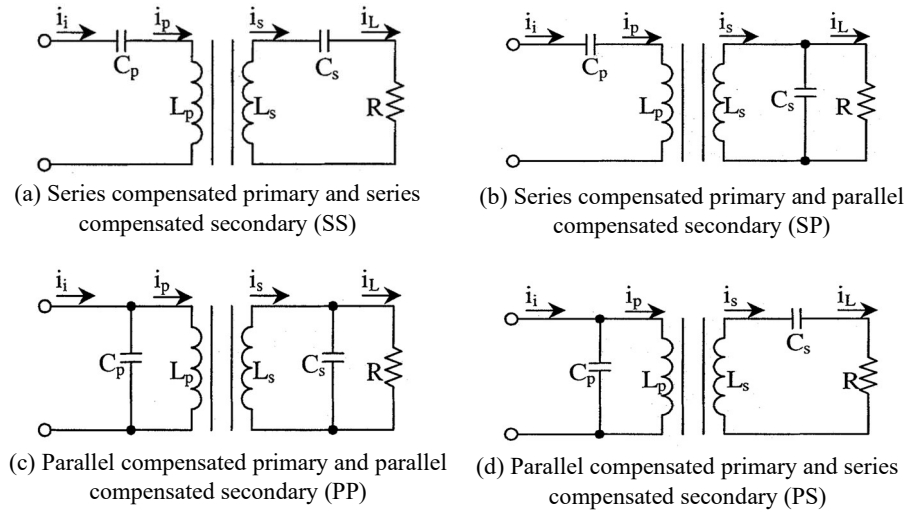 i_i i_p i_s i_L
C_p C_s
L_p L_s R
(a) Series compensated primary and series
compensated secondary (SS)
i_i i_p i_s i_L
C_p
L_p L_s C_s R
(b) Series compensated primary and parallel
compensated secondary (SP)
i_i i_p i_s i_L
C_p L_p L_s C_s R
(c) Parallel compensated primary and parallel
compensated secondary (PP)
i_i i_p i_s i_L
C_s
C_p L_p L_s R
(d) Parallel compensated primary and series
compensated secondary (PS)